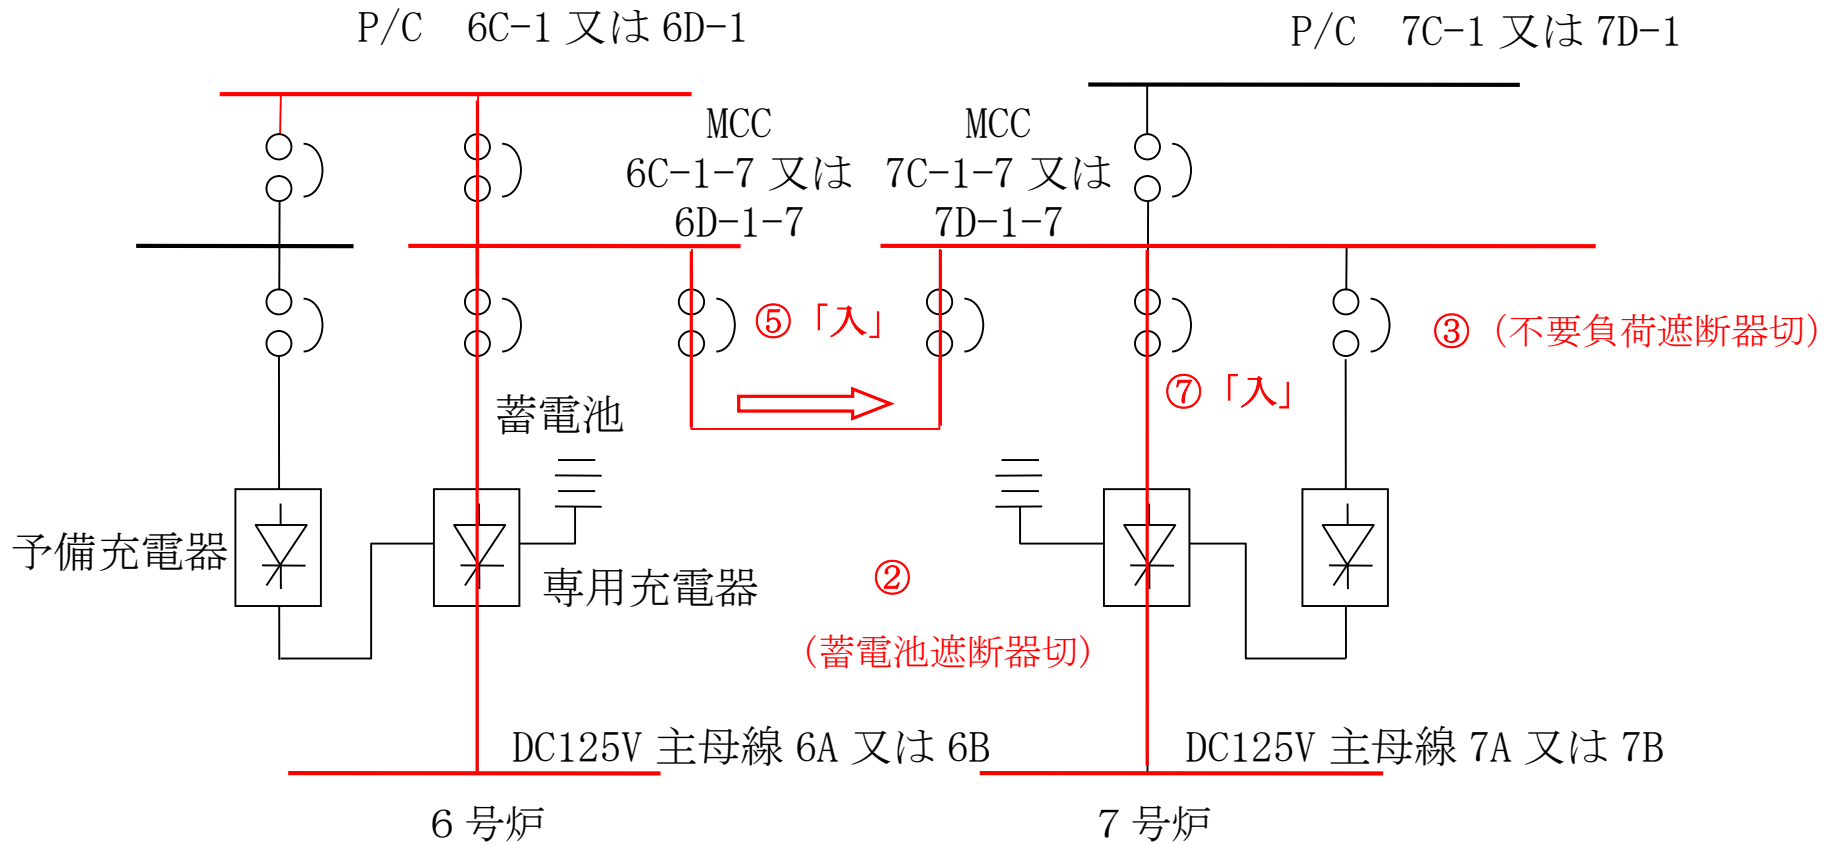 P/C 6C-1 又は 6D-1
P/C 7C-1 又は 7D-1
MCC
6C-1-7 又は
6D-1-7
MCC
7C-1-7 又は
7D-1-7
⑤「入」
③（不要負荷遮断器切）
⑦「入」
蓄電池
予備充電器
専用充電器
②
（蓄電池遮断器切）
DC125V 主母線 6A 又は 6B
DC125V 主母線 7A 又は 7B
6 号炉
7 号炉